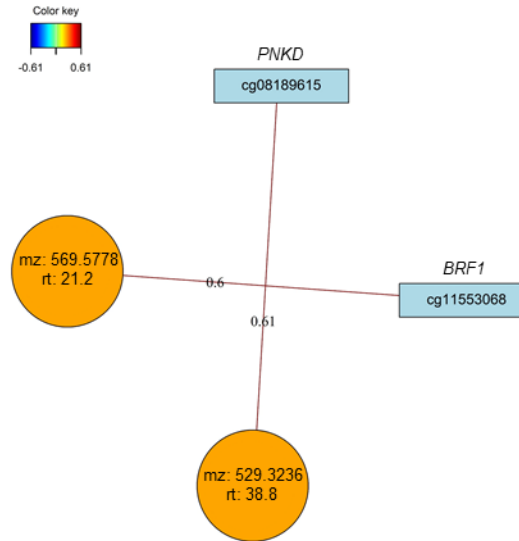 Color key
-0.61 0.61
PNKD
cg08189615
mz: 569.5778
rt: 21.2
0.6
BRF1
cg11553068
0.61
mz: 529.3236
rt: 38.8